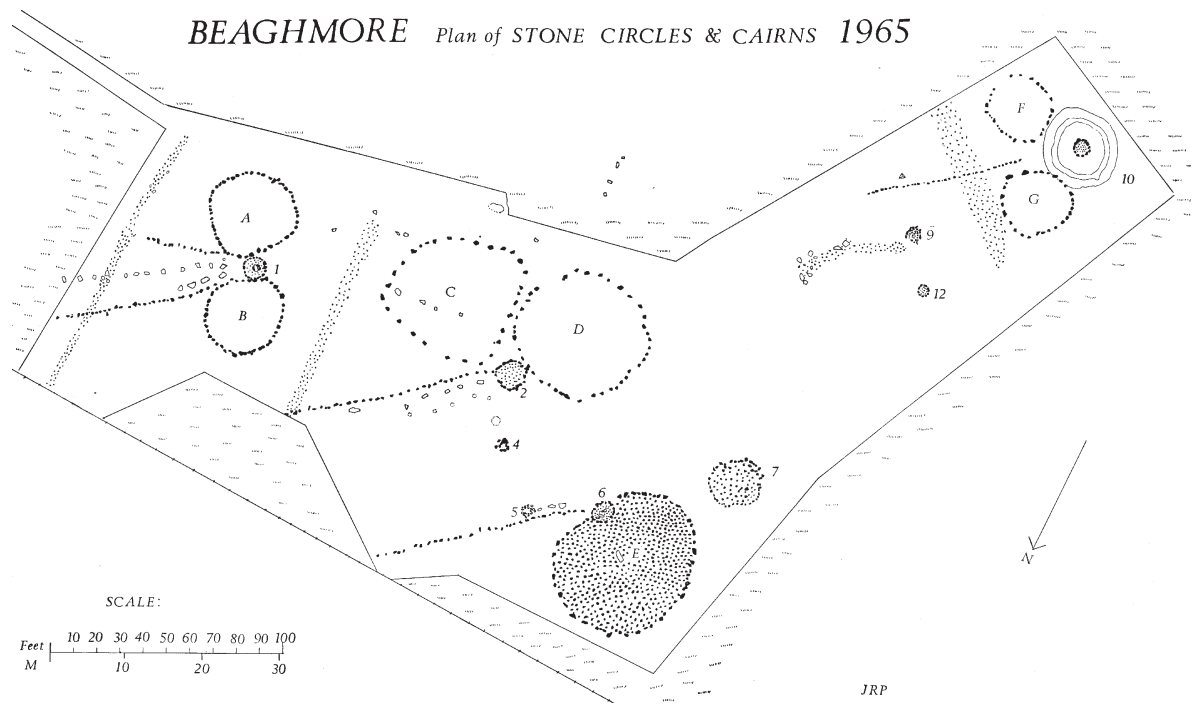 BEAGHMORE Plan of STONE CIRCLES & CAIRNS 1965
F
10
A
G
9
1
C
12
B
D
2
4
7
6
5
E
N
SCALE:
Feet 10 20 30 40 50 60 70 80 90 100
M 10 20 30
JRP